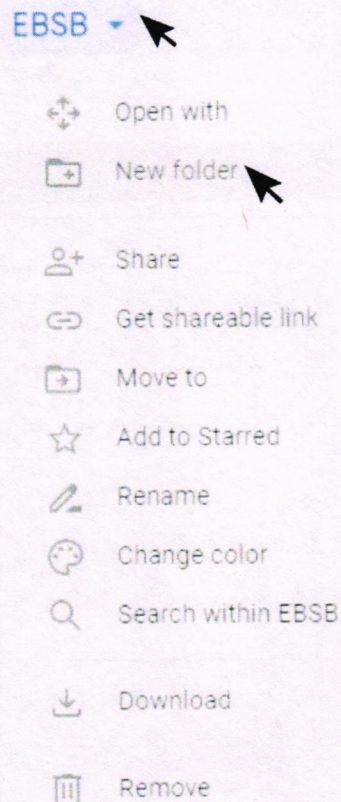 EBSB
Open with
New folder
Share
Get shareable link
Move to
Add to Starred
Rename
Change color
Search within EBSB
Download
Remove